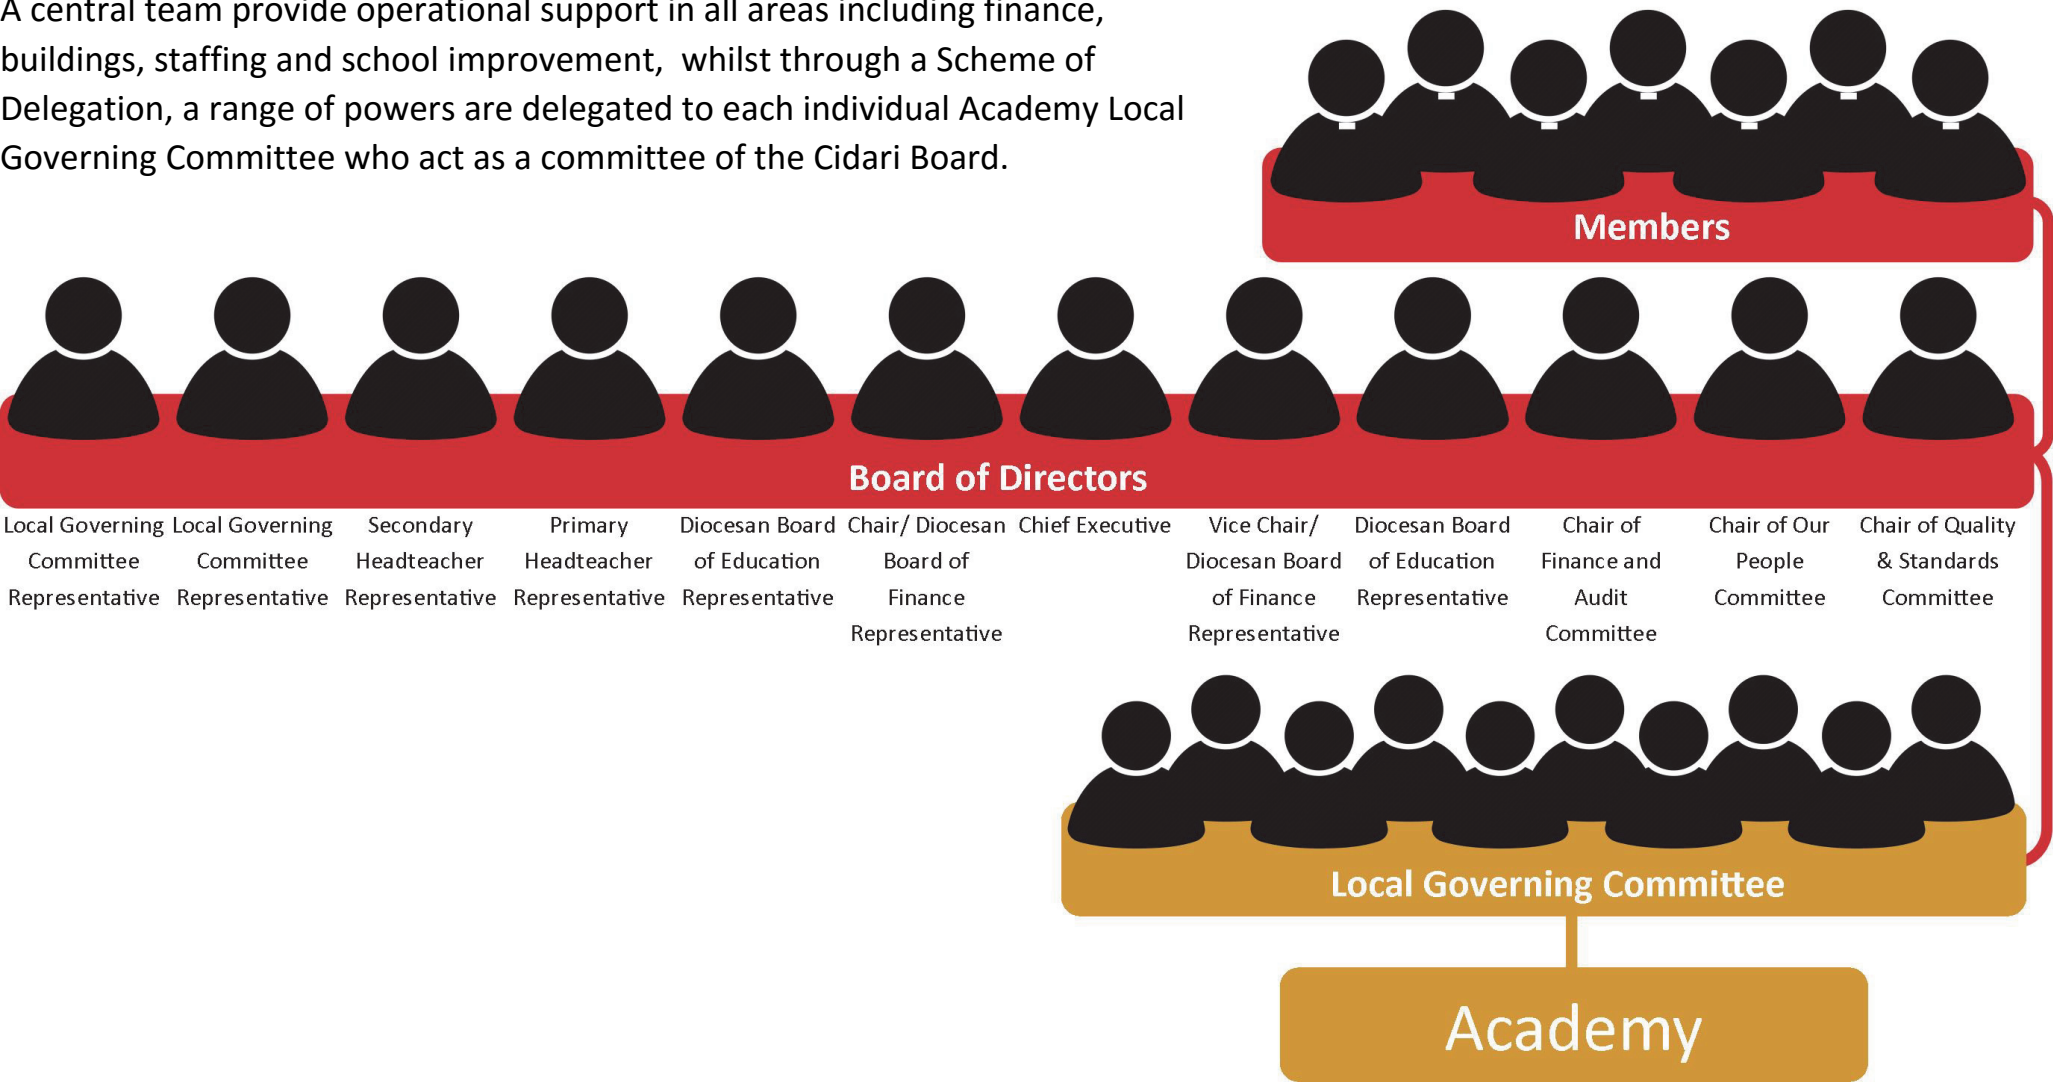 A central team provide operational support in all areas including finance,
buildings, staffing and school improvement, whilst through a Scheme of
Delegation, a range of powers are delegated to each individual Academy Local
Governing Committee who act as a committee of the Cidari Board.
Members
Board of Directors
Local Governing
Committee
Representative
Local Governing
Committee
Representative
Secondary
Headteacher
Representative
Primary
Headteacher
Representative
Diocesan Board
of Education
Representative
Chair/ Diocesan
Board of
Finance
Representative
Chief Executive
Vice Chair/
Diocesan Board
of Finance
Representative
Diocesan Board
of Education
Representative
Chair of
Finance and
Audit
Committee
Chair of Our
People
Committee
Chair of Quality
& Standards
Committee
Local Governing Committee
Academy